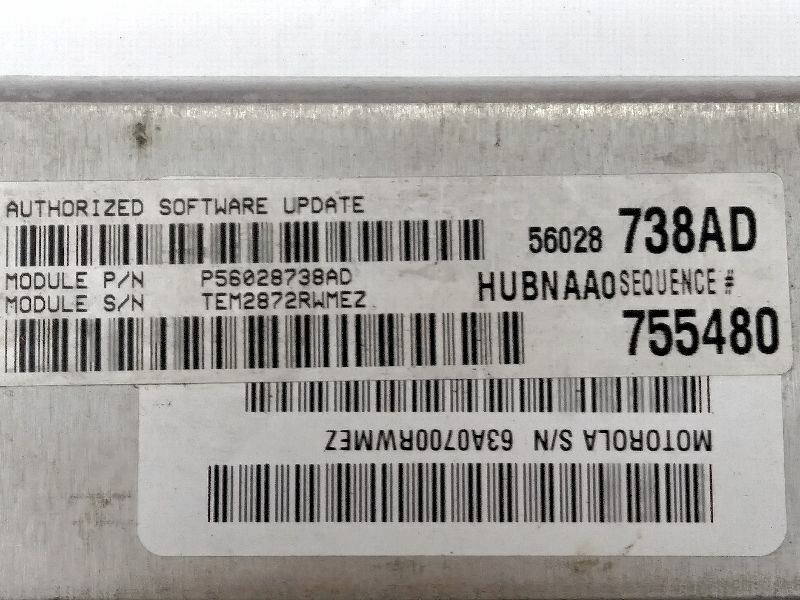 AUTHORIZED SOFTWARE UPDATE
56028 738AD
MODULE P/N P56028738AD
MODULE S/N TEM2872RWMEZ
HUBNAA0 SEQUENCE #
755480
MOTOROLA S/N 63A0700RWMEZ